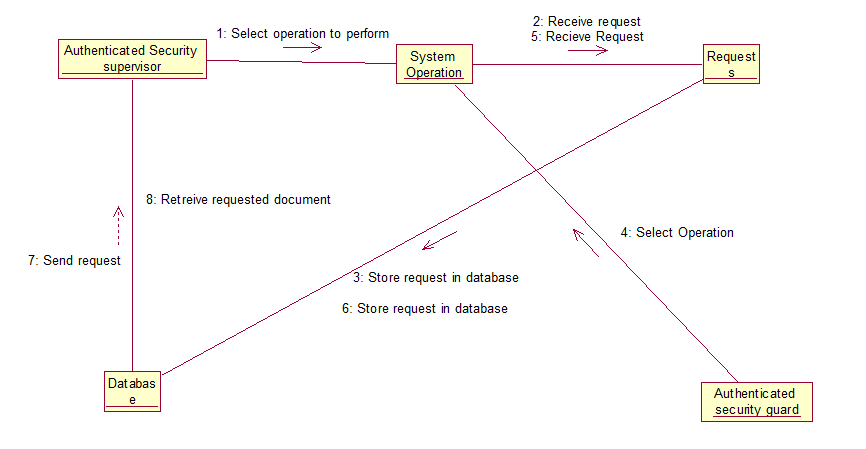 1: Select operation to perform
2: Receive request
5: Recieve Request
Authenticated Security
supervisor
System
Operation
Request
s
8: Retreive requested document
4: Select Operation
7: Send request
3: Store request in database
6: Store request in database
Databas
e
Authenticated
security guard